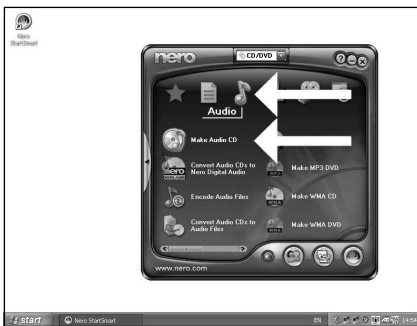 Nero
StartSmart
nero
CD/DVD
Audio
Make Audio CD
Convert Audio CDs to
Nero Digital Audio
Make MP3 DVD
Encode Audio Files
Make WMA CD
Convert Audio CDs to
Audio Files
Make WMA DVD
www.nero.com
start
Nero StartSmart
EN
14:54